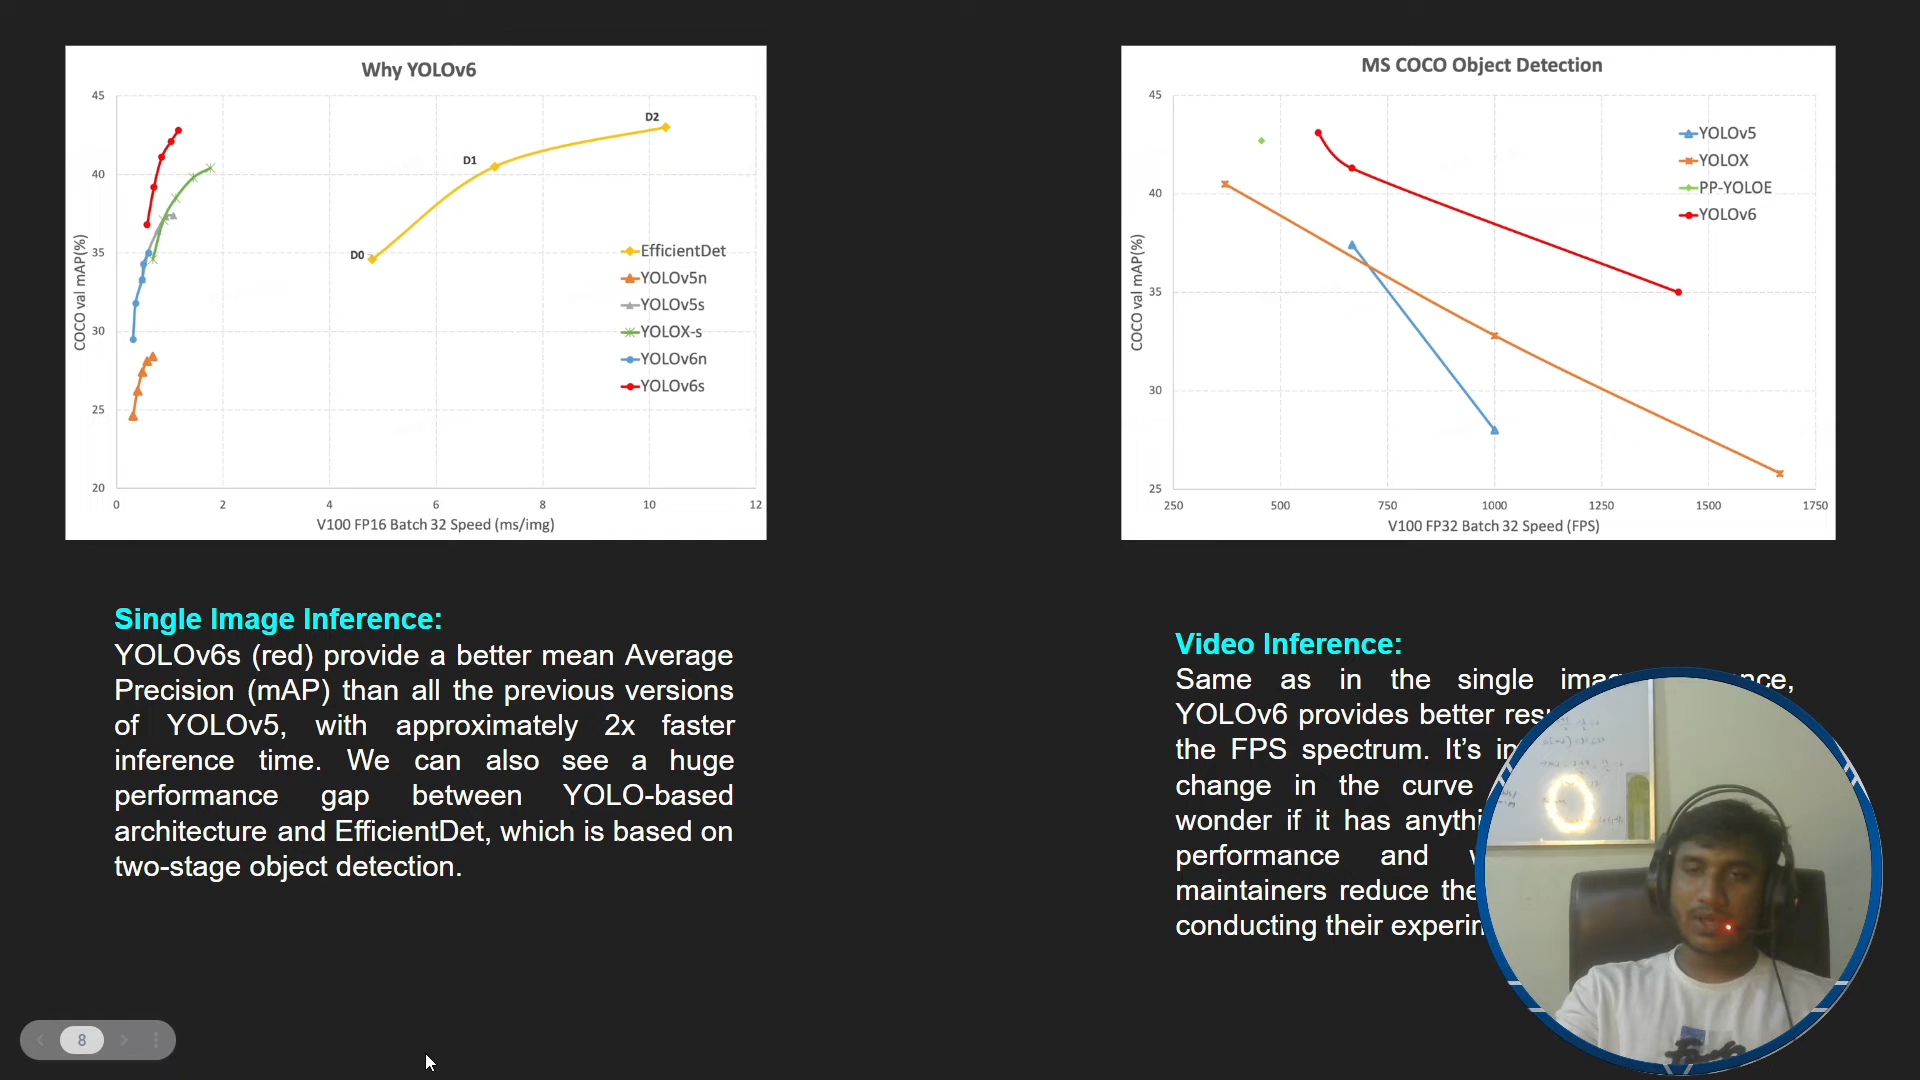 Why YOLOv6
45
40
35
30
25
20
COCO val mAP(%)
D0
D1
D2
EfficientDet
YOLOv5n
YOLOv5s
YOLOX-s
YOLOv6n
YOLOv6s
0 2 4 6 8 10 12
V100 FP16 Batch 32 Speed (ms/img)
MS COCO Object Detection
45
40
35
30
25
COCO val mAP(%)
YOLOv5
YOLOX
PP-YOLOE
YOLOv6
250 500 750 1000 1250 1500 1750
V100 FP32 Batch 32 Speed (FPS)
Single Image Inference:
YOLOv6s (red) provide a better mean Average
Precision (mAP) than all the previous versions
of YOLOv5, with approximately 2x faster
inference time. We can also see a huge
performance gap between YOLO-based
architecture and EfficientDet, which is based on
two-stage object detection.
Video Inference:
Same as in the single
YOLOv6 provides better
the FPS spectrum. It's
change in the curve
wonder if it has
performance and
maintainers reduce
conducting their
8